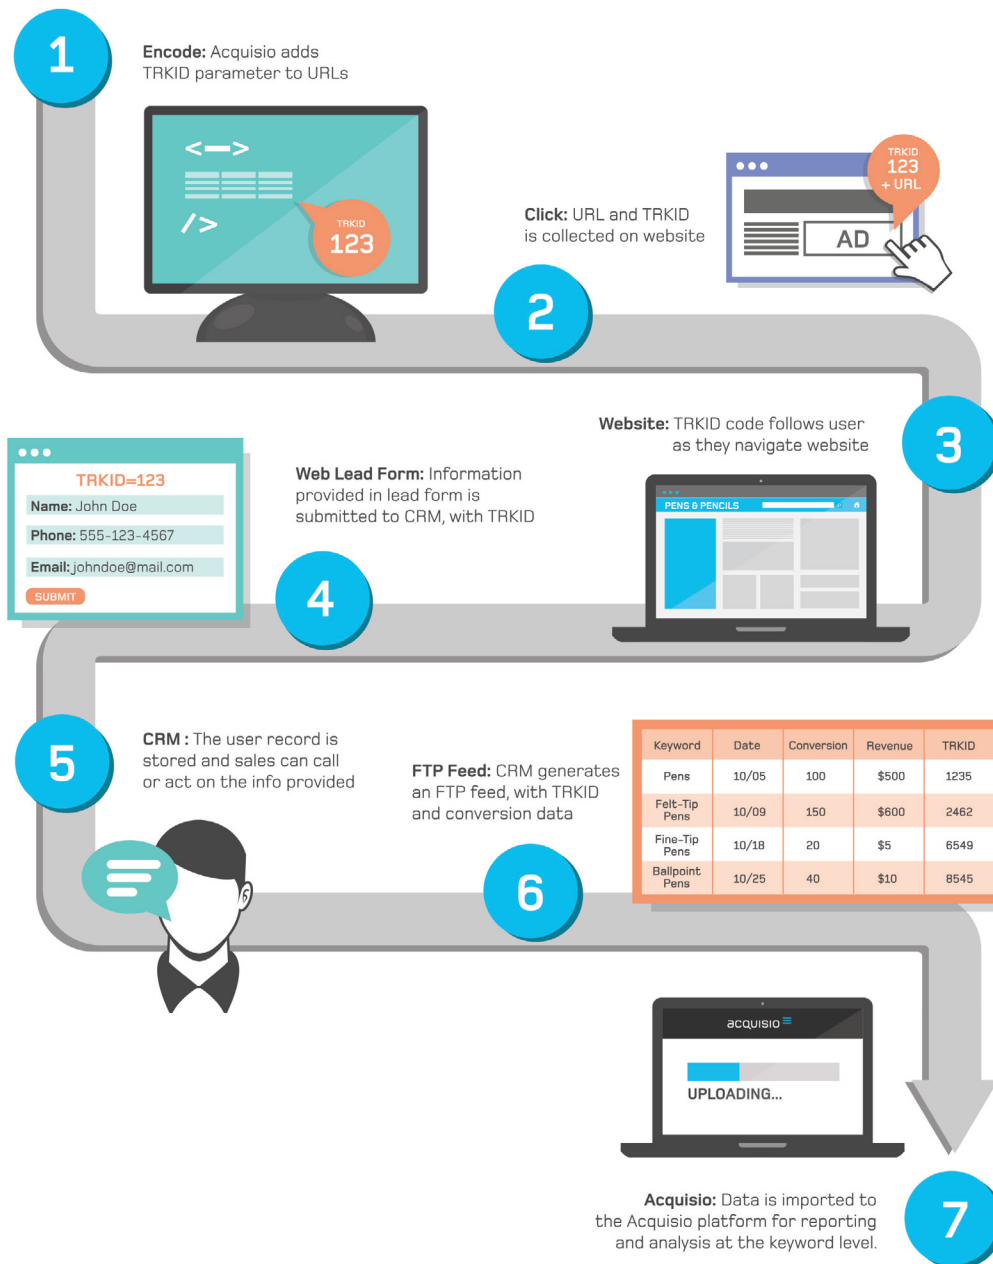 1
Encode: Acquisio adds
TRKID parameter to URLs
<—>
/>
TRKID
123
TRKID
123
+ URL
AD
Click: URL and TRKID
is collected on website
2
3
Website: TRKID code follows user
as they navigate website
PENS & PENCILS
TRKID=123
Name: John Doe
Phone: 555-123-4567
Email: johndoe@mail.com
SUBMIT
Web Lead Form: Information
provided in lead form is
submitted to CRM, with TRKID
4
5
CRM : The user record is
stored and sales can call
or act on the info provided
FTP Feed: CRM generates
an FTP feed, with TRKID
and conversion data
6
Keyword Date Conversion Revenue TRKID
Pens 10/05 100 $500 1235
Felt-Tip
Pens 10/09 150 $600 2462
Fine-Tip
Pens 10/18 20 $5 6549
Ballpoint
Pens 10/25 40 $10 8545
acquisio
UPLOADING...
Acquisio: Data is imported to
the Acquisio platform for reporting
and analysis at the keyword level.
7